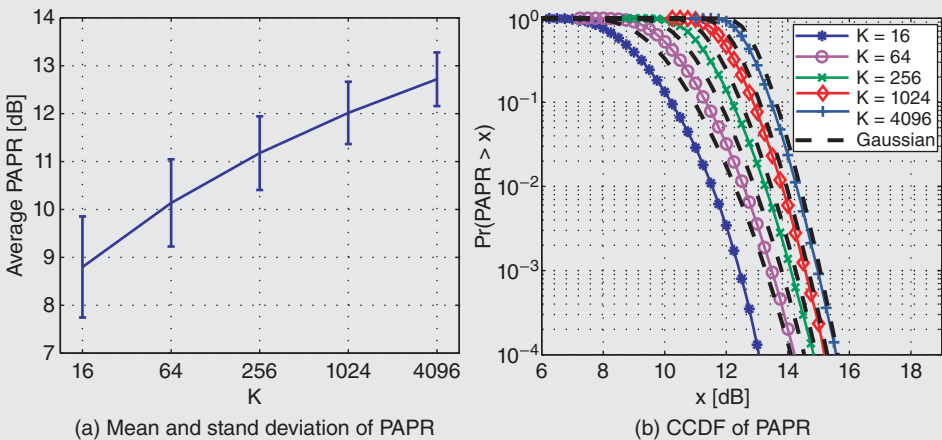 Average PAPR [dB]
14
13
12
11
10
9
8
7
16 64 256 1024 4096
K
(a) Mean and stand deviation of PAPR
Pr(PAPR > x)
10^0
10^−1
10^−2
10^−3
10^−4
6 8 10 12 14 16 18
x [dB]
K = 16
K = 64
K = 256
K = 1024
K = 4096
Gaussian
(b) CCDF of PAPR